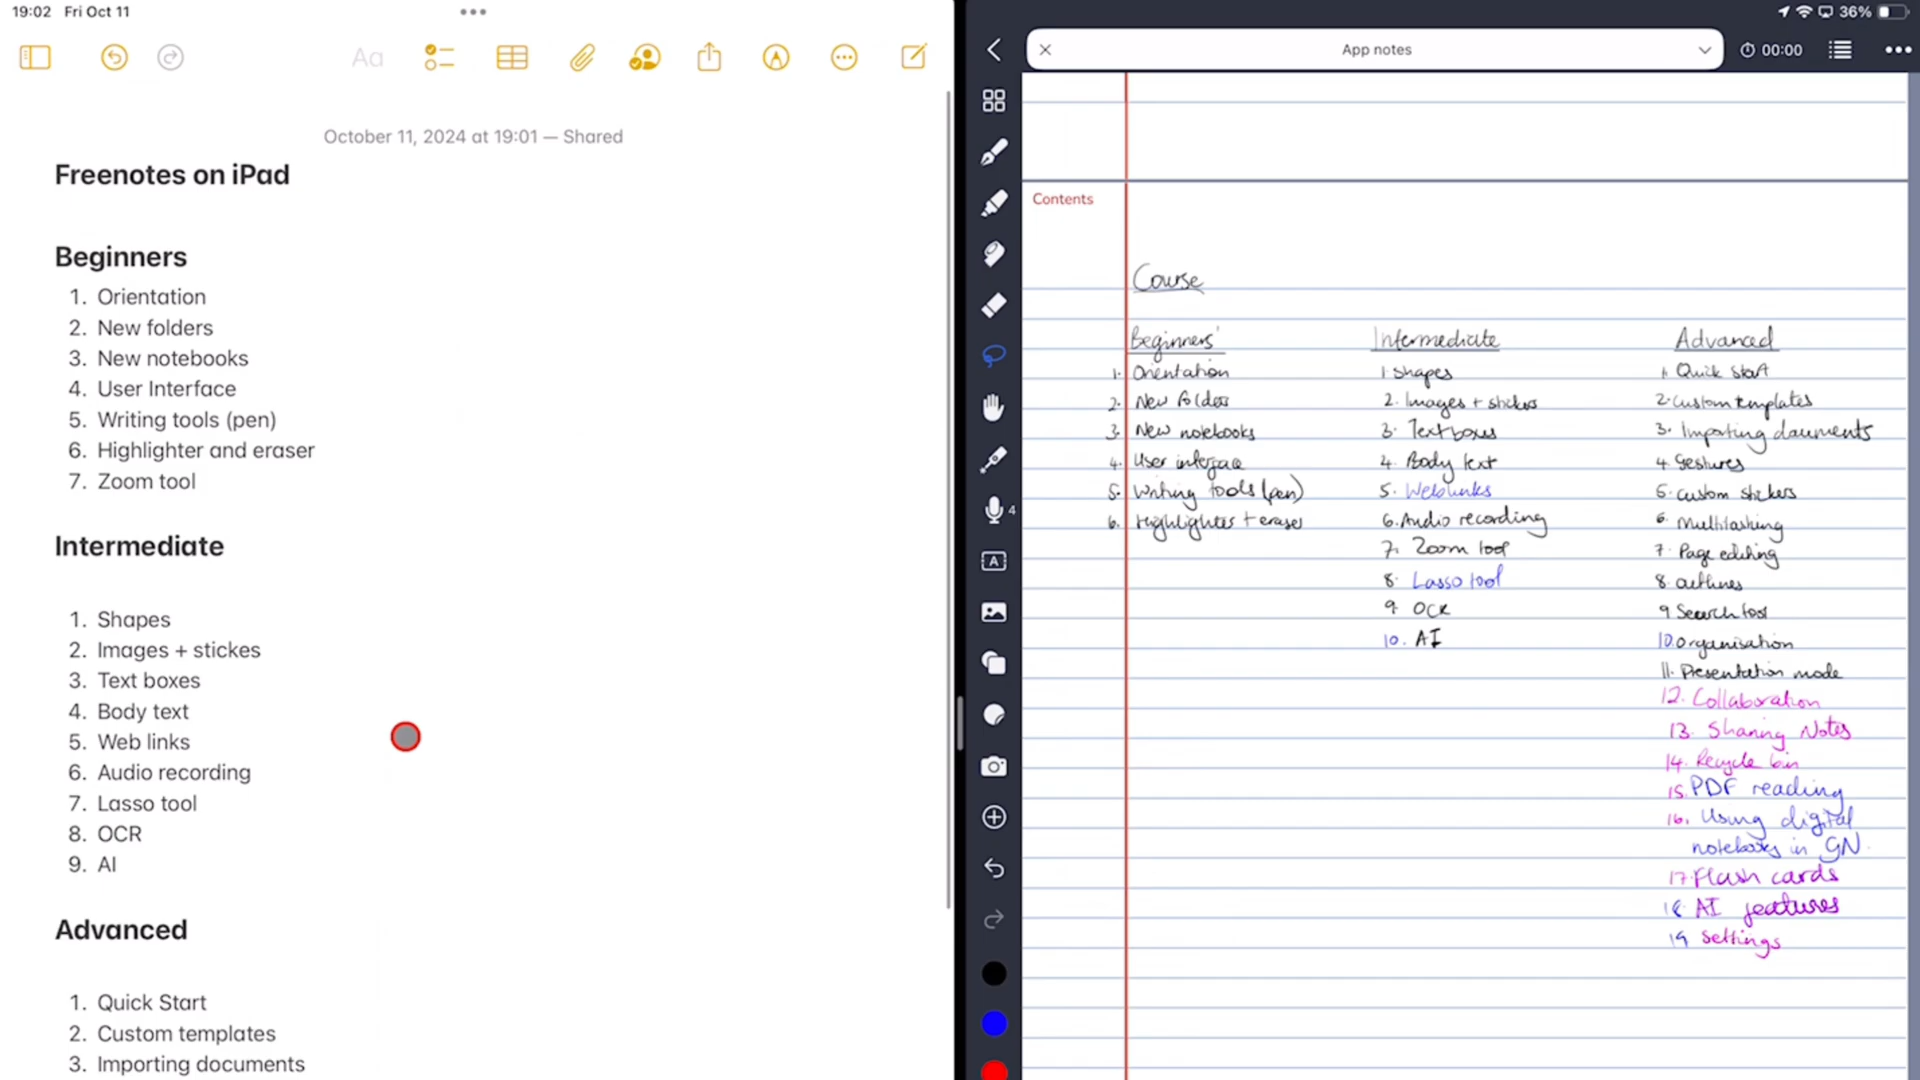 19:02 Fri Oct 11
October 11, 2024 at 19:01 — Shared
Freenotes on iPad
Beginners
1. Orientation
2. New folders
3. New notebooks
4. User Interface
5. Writing tools (pen)
6. Highlighter and eraser
7. Zoom tool
Intermediate
1. Shapes
2. Images + stickes
3. Text boxes
4. Body text
5. Web links
6. Audio recording
7. Lasso tool
8. OCR
9. AI
Advanced
1. Quick Start
2. Custom templates
3. Importing documents
36%
App notes
00:00
4
Contents
Course
Beginners'
1. Orientation
2. New folders
3. New notebooks
4. User interface
5. Writing tools (pen)
6. Highlighter + eraser
Intermediate
1 Shapes
2. Images + stickers
3. Text boxes
4. Body text
5. Weblinks
6. Audio recording
7. Zoom tool
8. Lasso tool
9. OCR
10. AI
Advanced
1. Quick start
2. Custom templates
3. Importing documents
4 Gestures
5. Custom stickers
6. Multitasking
7. Page editing
8. outlines
9 Search tool
10. Organisation
11. Presentation mode
12. Collaboration
13. Sharing Notes
14. Recycle bin
15. PDF reading
16. Using digital
notebooks in GN.
17. Flash cards
18 AI features
19 Settings